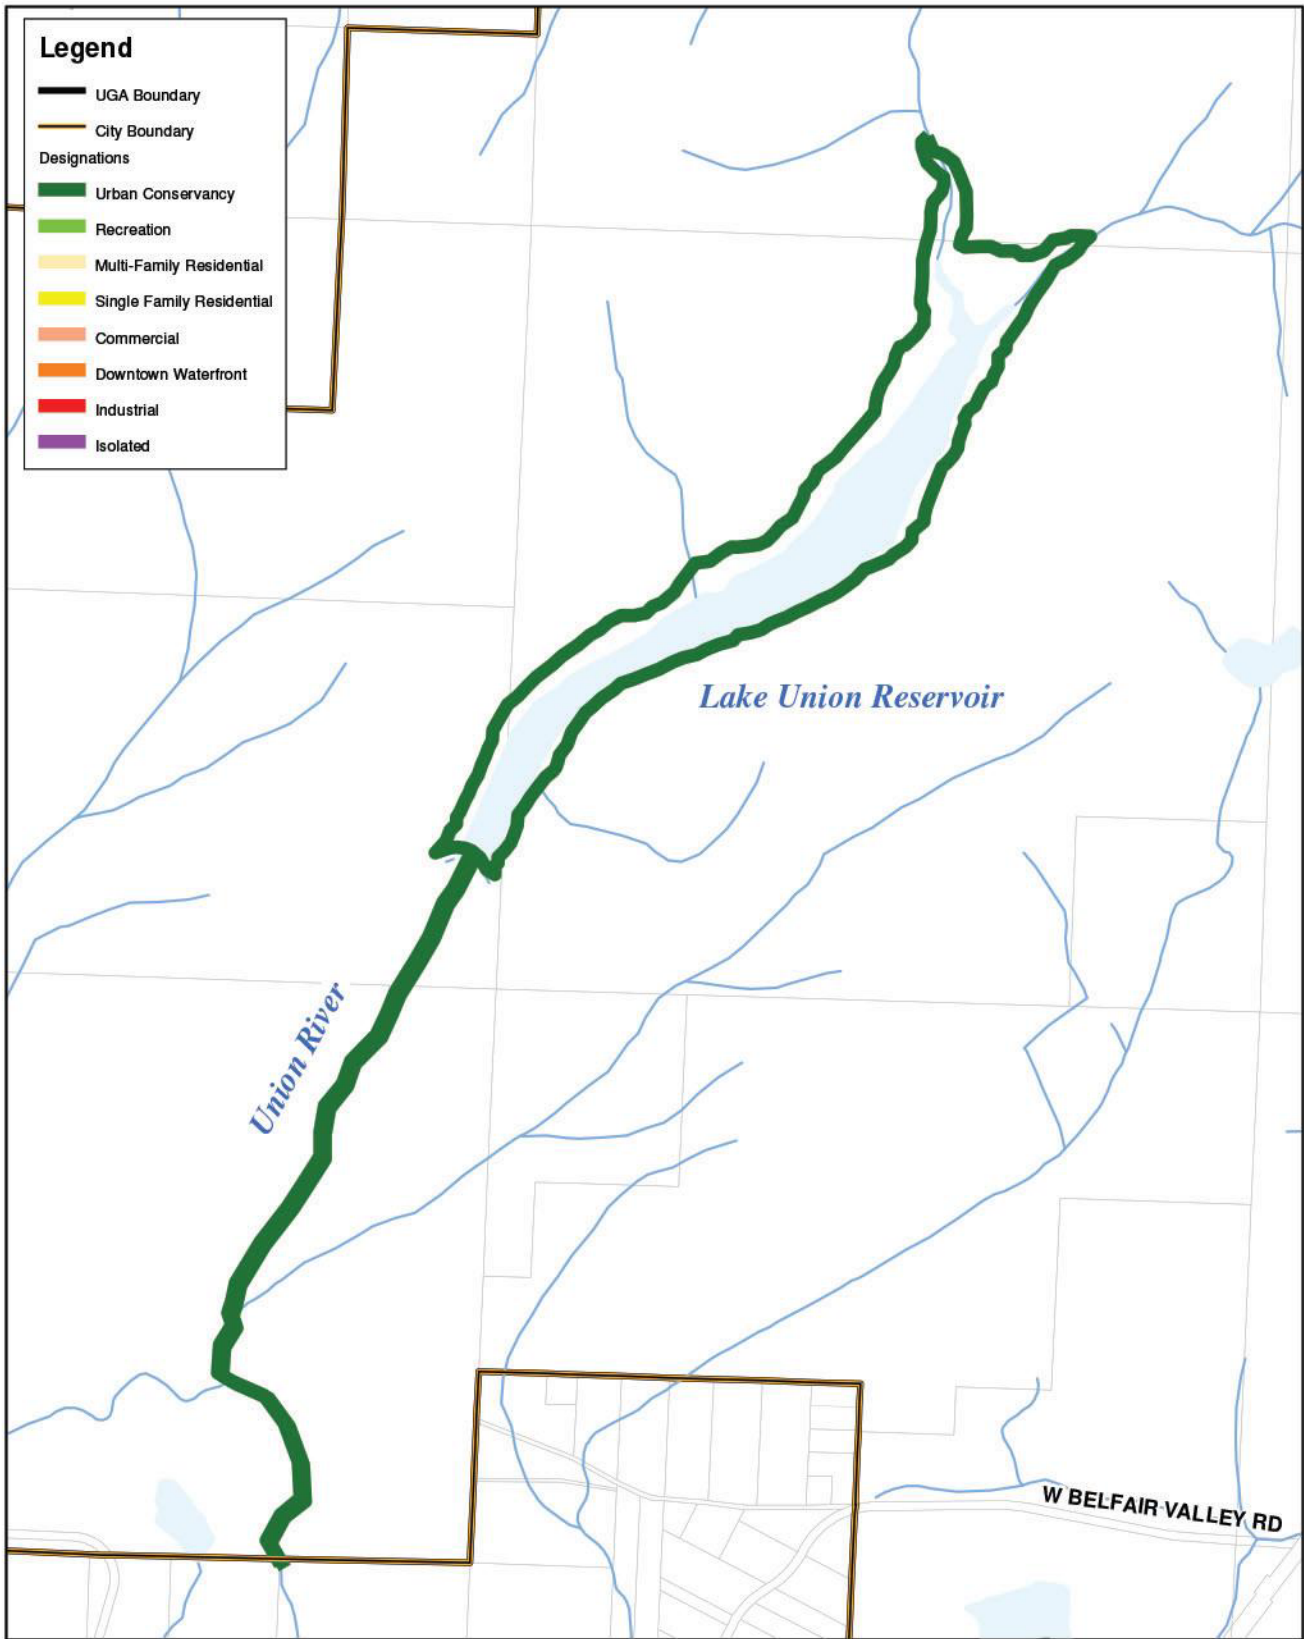 Legend
UGA Boundary
City Boundary
Designations
Urban Conservancy
Recreation
Multi-Family Residential
Single Family Residential
Commercial
Downtown Waterfront
Industrial
Isolated
Lake Union Reservoir
Union River
W BELFAIR VALLEY RD